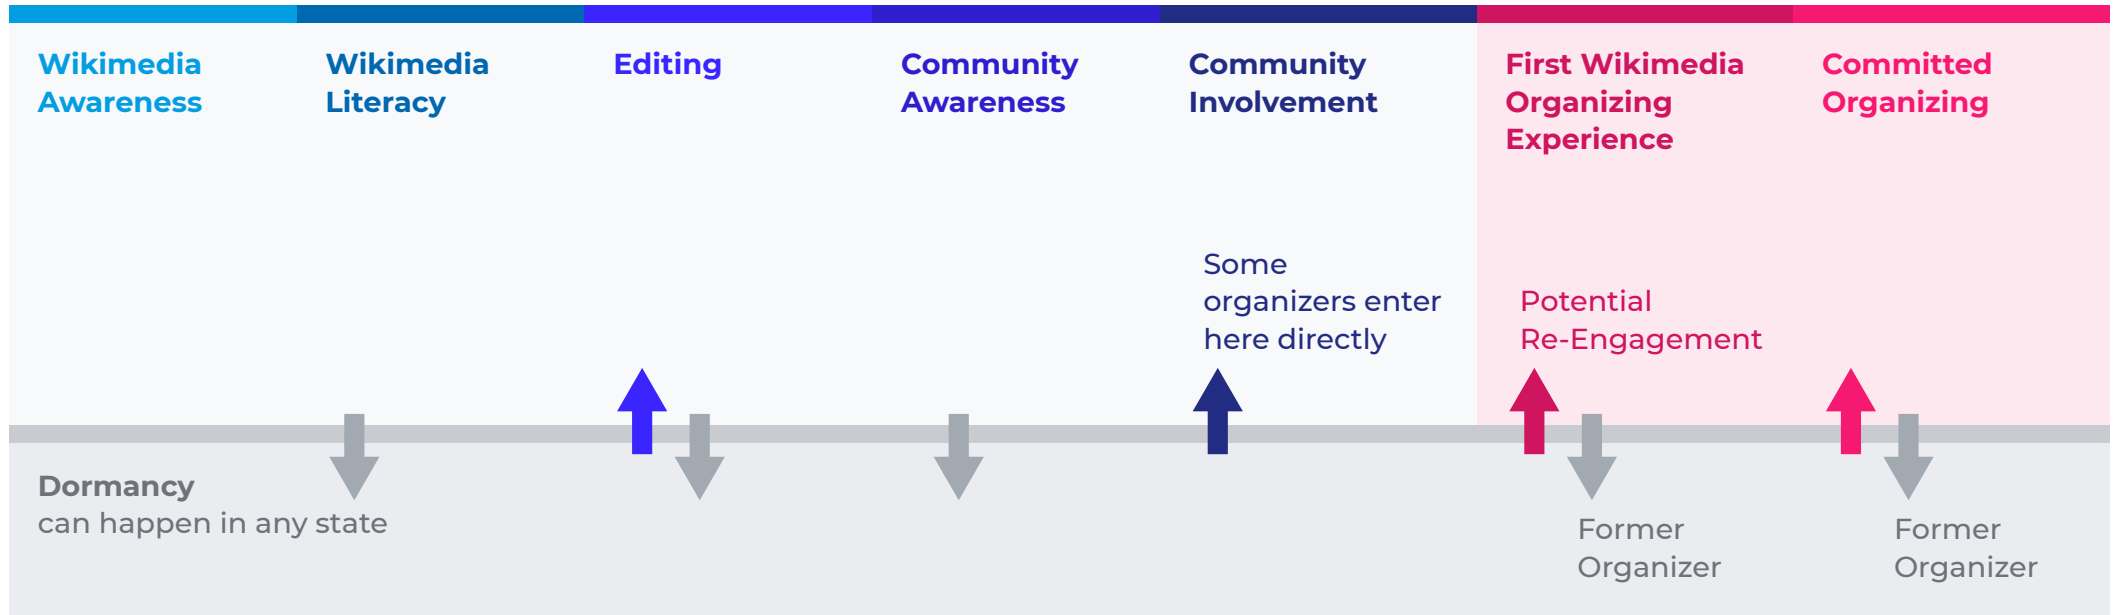 Wikimedia
Awareness
Wikimedia
Literacy
Editing
Community
Awareness
Community
Involvement
First Wikimedia
Organizing
Experience
Committed
Organizing
Some
organizers enter
here directly
Potential
Re-Engagement
Dormancy
can happen in any state
Former
Organizer
Former
Organizer